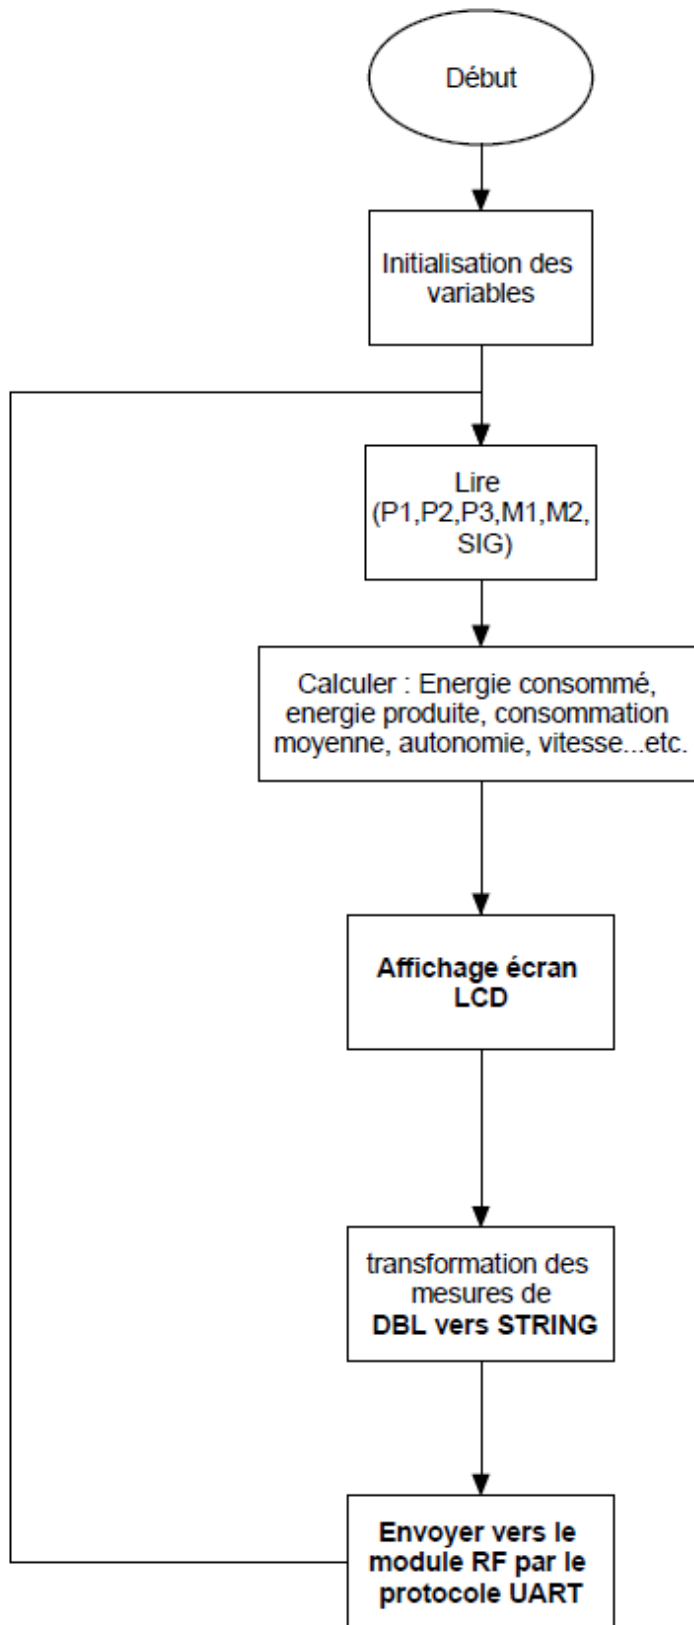 Début
Initialisation des
variables
Lire
(P1,P2,P3,M1,M2,
SIG)
Calculer : Energie consommé,
energie produite, consommation
moyenne, autonomie, vitesse...etc.
Affichage écran
LCD
transformation des
mesures de
DBL vers STRING
Envoyer vers le
module RF par le
protocole UART